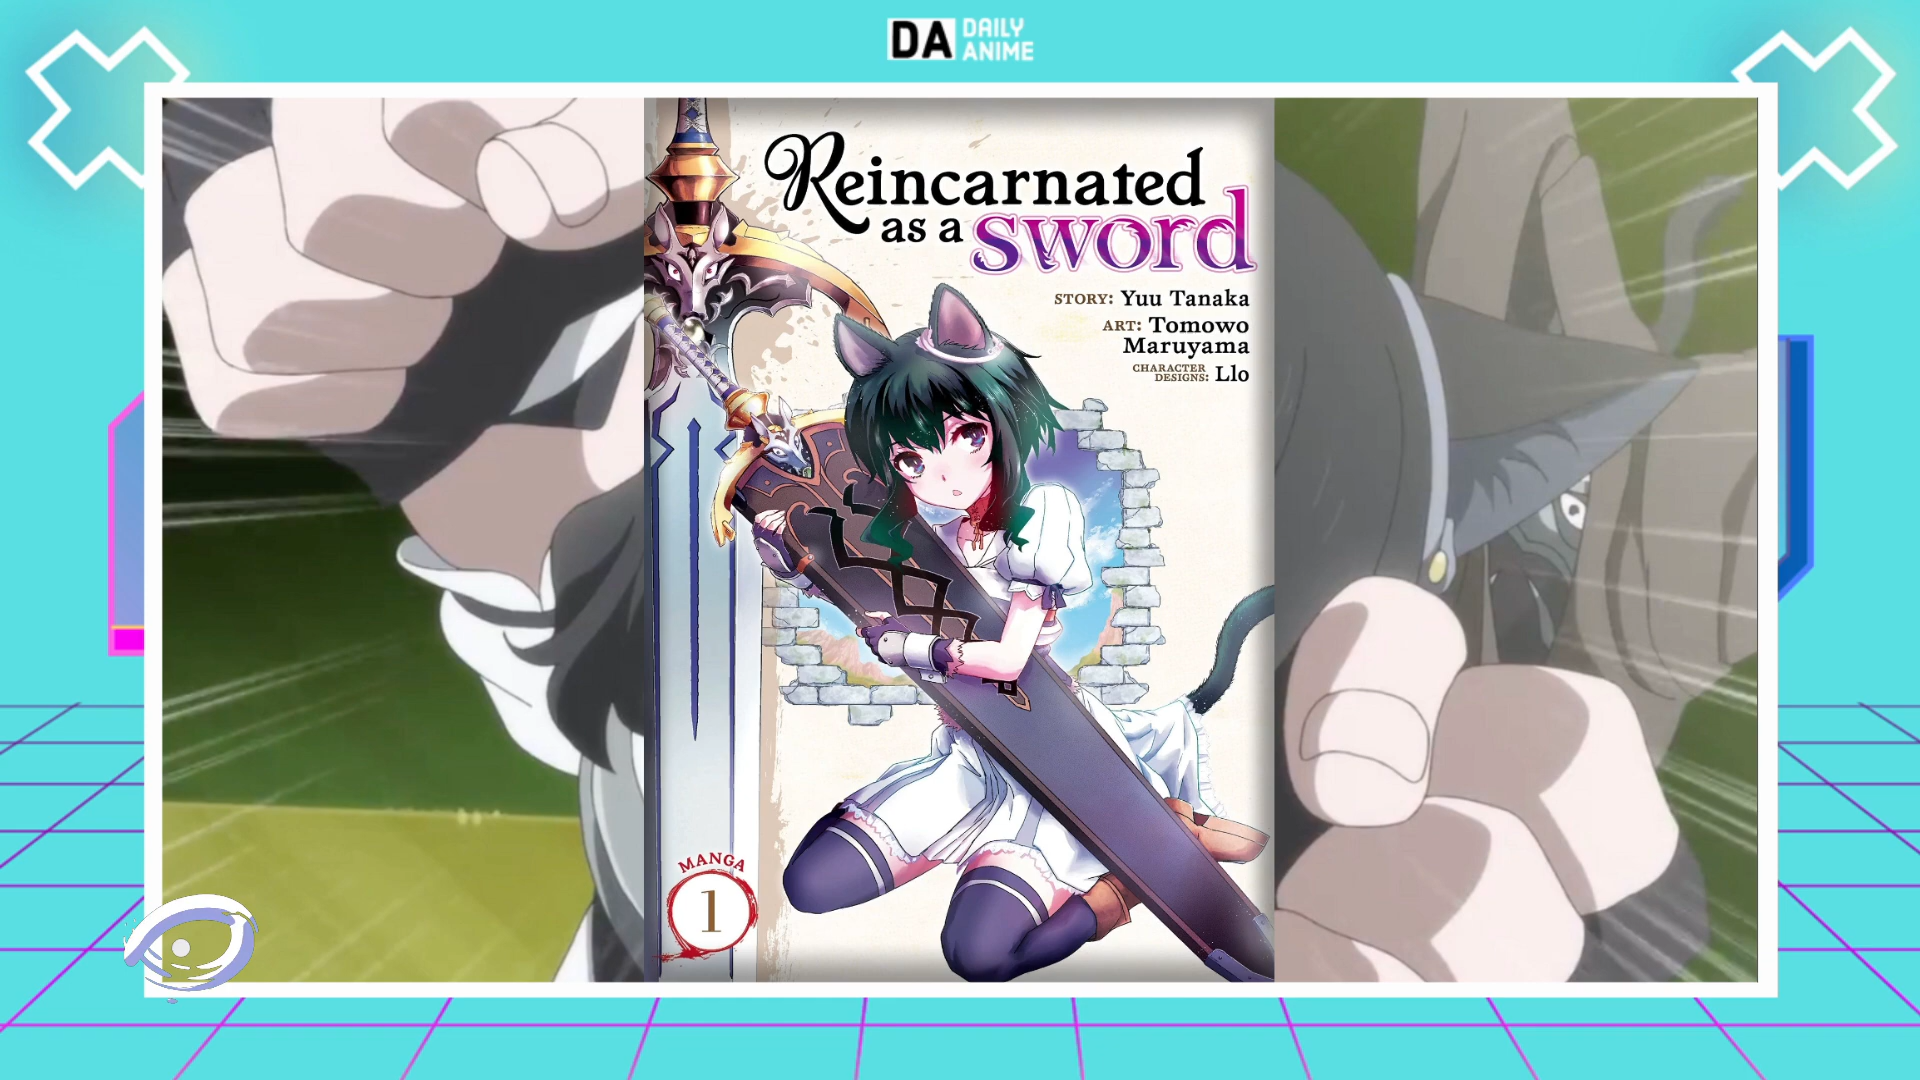 DA DAILY
ANIME
Reincarnated
as a sword
STORY: Yuu Tanaka
ART: Tomowo
Maruyama
CHARACTER
DESIGNS: Llo
MANGA
1